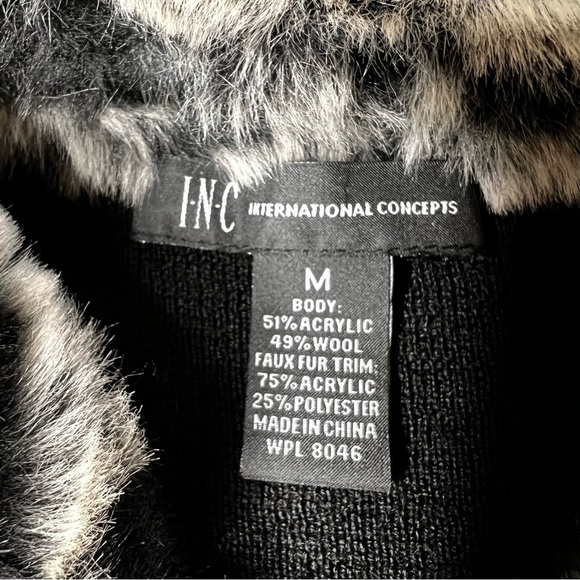 I·N·C INTERNATIONAL CONCEPTS
M
BODY:
51% ACRYLIC
49% WOOL
FAUX FUR TRIM:
75% ACRYLIC
25% POLYESTER
MADE IN CHINA
WPL 8046